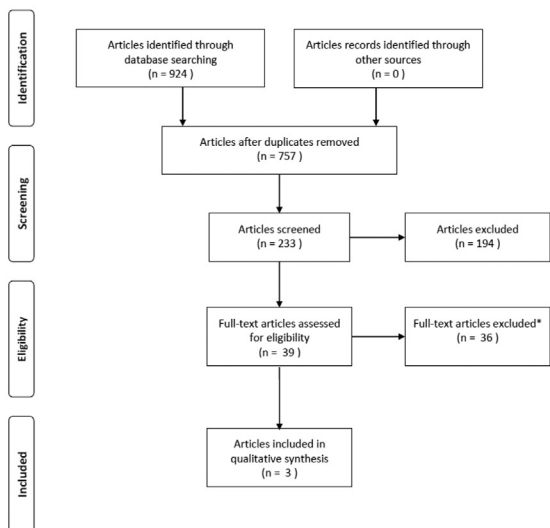 Identification
Articles identified through
database searching
(n = 924 )
Articles records identified through
other sources
(n = 0 )
Articles after duplicates removed
(n = 757 )
Screening
Articles screened
(n = 233 )
Articles excluded
(n = 194 )
Eligibility
Full-text articles assessed
for eligibility
(n = 39 )
Full-text articles excluded*
(n = 36 )
Included
Articles included in
qualitative synthesis
(n = 3 )